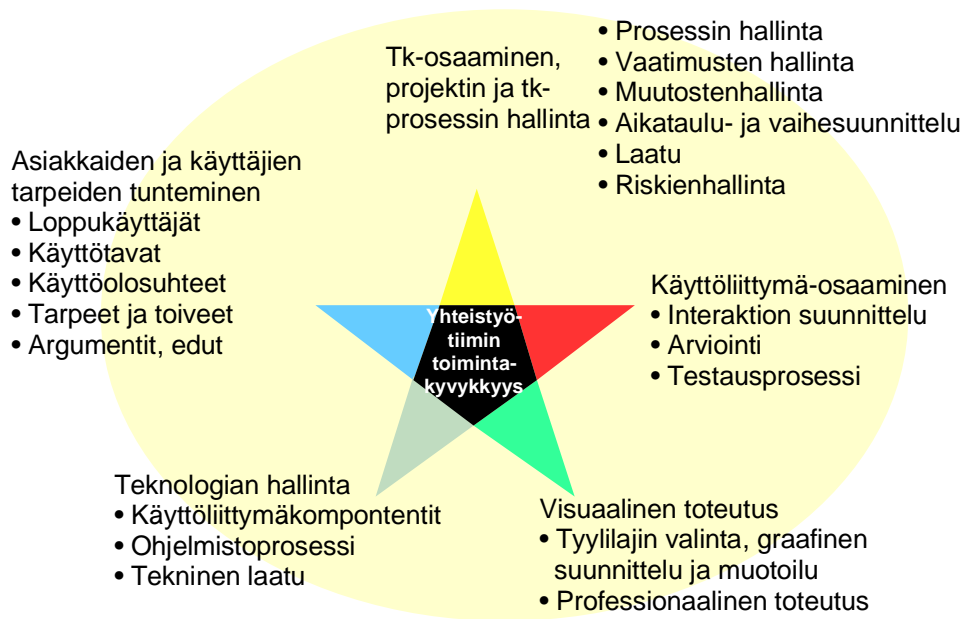 Tk-osaaminen,
projektin ja tk-
prosessin hallinta
• Prosessin hallinta
• Vaatimusten hallinta
• Muutostenhallinta
• Aikataulu- ja vaihesuunnittelu
• Laatu
• Riskienhallinta
Asiakkaiden ja käyttäjien
tarpeiden tunteminen
• Loppukäyttäjät
• Käyttötavat
• Käyttöolosuhteet
• Tarpeet ja toiveet
• Argumentit, edut
Käyttöliittymä-osaaminen
• Interaktion suunnittelu
• Arviointi
• Testausprosessi
Yhteistyö-
tiimin
toiminta-
kyvykkyys
Teknologian hallinta
• Käyttöliittymäkompontentit
• Ohjelmistoprosessi
• Tekninen laatu
Visuaalinen toteutus
• Tyylilajin valinta, graafinen
suunnittelu ja muotoilu
• Professionaalinen toteutus